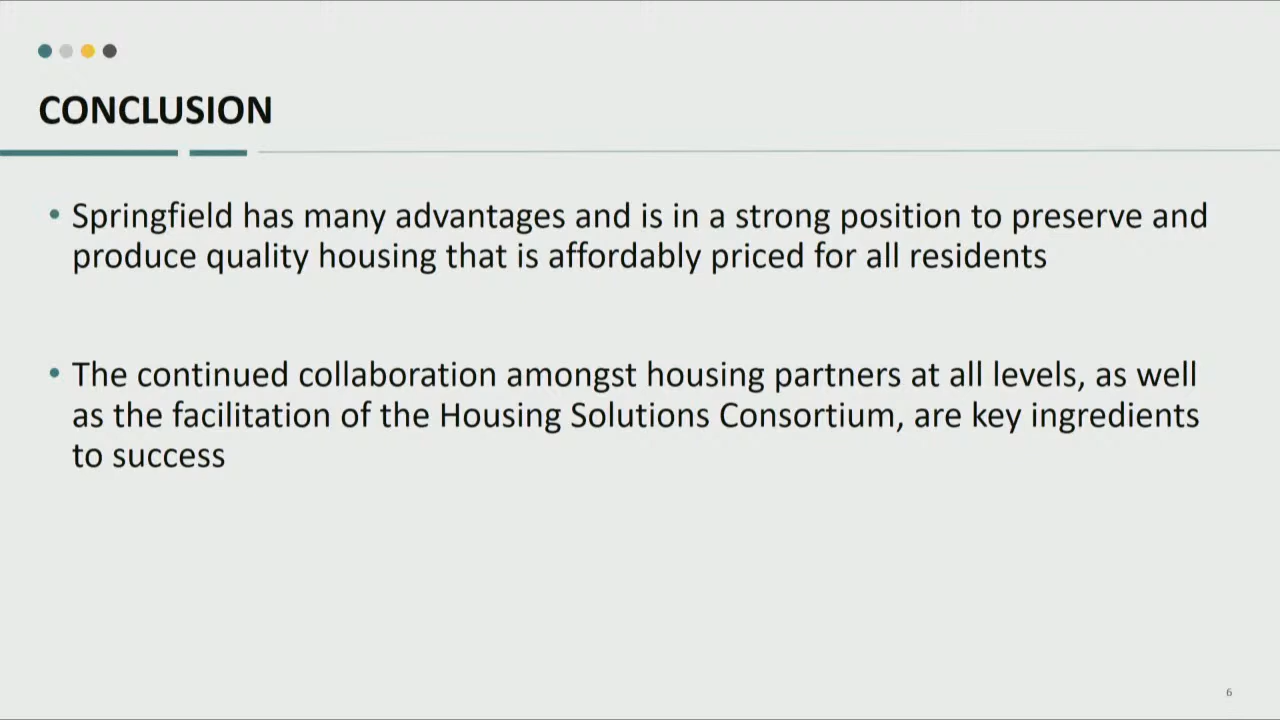 CONCLUSION
• Springfield has many advantages and is in a strong position to preserve and
produce quality housing that is affordably priced for all residents
• The continued collaboration amongst housing partners at all levels, as well
as the facilitation of the Housing Solutions Consortium, are key ingredients
to success
6